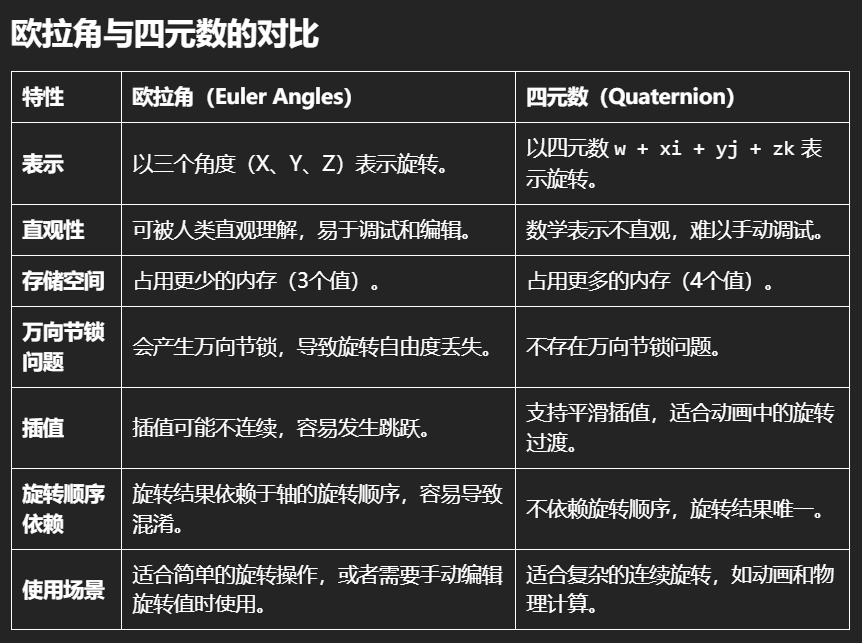 欧拉角与四元数的对比
特性 欧拉角（Euler Angles） 四元数（Quaternion）
表示 以三个角度（X、Y、Z）表示旋转。 以四元数 w + xi + yj + zk 表
示旋转。
直观性 可被人类直观理解，易于调试和编辑。 数学表示不直观，难以手动调试。
存储空间 占用更少的内存（3个值）。 占用更多的内存（4个值）。
万向节锁
问题 会产生万向节锁，导致旋转自由度丢失。 不存在万向节锁问题。
插值 插值可能不连续，容易发生跳跃。 支持平滑插值，适合动画中的旋转
过渡。
旋转顺序
依赖 旋转结果依赖于轴的旋转顺序，容易导致
混淆。 不依赖旋转顺序，旋转结果唯一。
使用场景 适合简单的旋转操作，或者需要手动编辑
旋转值时使用。 适合复杂的连续旋转，如动画和物
理计算。